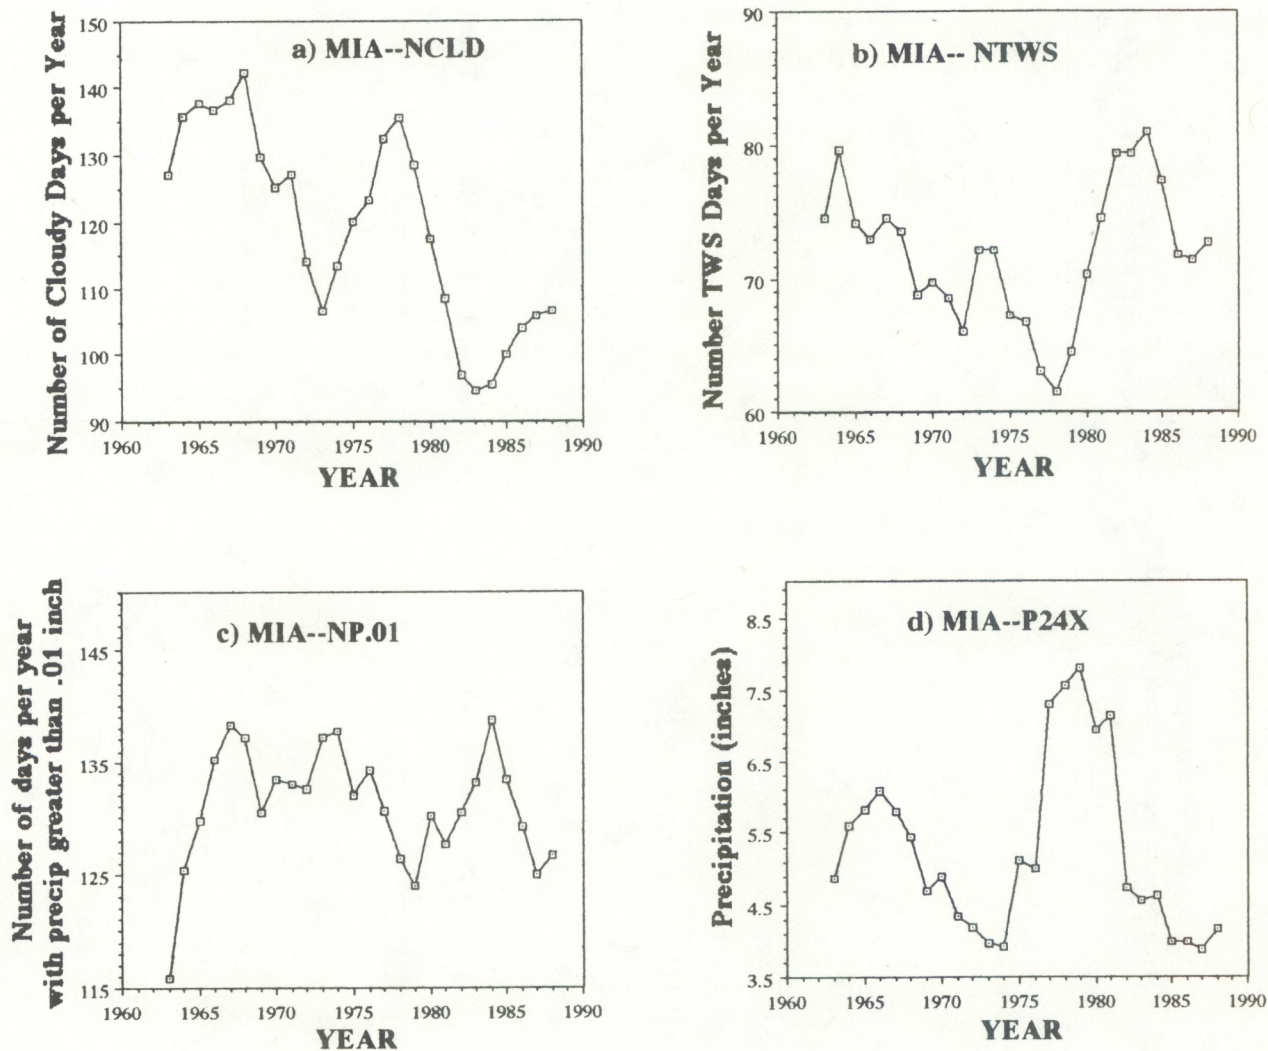 a) MIA--NCLD
Number of Cloudy Days per Year
150
140
130
120
110
100
90
1960 1965 1970 1975 1980 1985 1990
YEAR
b) MIA-- NTWS
Number TWS Days per Year
90
80
70
60
1960 1965 1970 1975 1980 1985 1990
YEAR
c) MIA--NP.01
Number of days per year
with precip greater than .01 inch
145
135
125
115
1960 1965 1970 1975 1980 1985 1990
YEAR
d) MIA--P24X
Precipitation (inches)
8.5
7.5
6.5
5.5
4.5
3.5
1960 1965 1970 1975 1980 1985 1990
YEAR